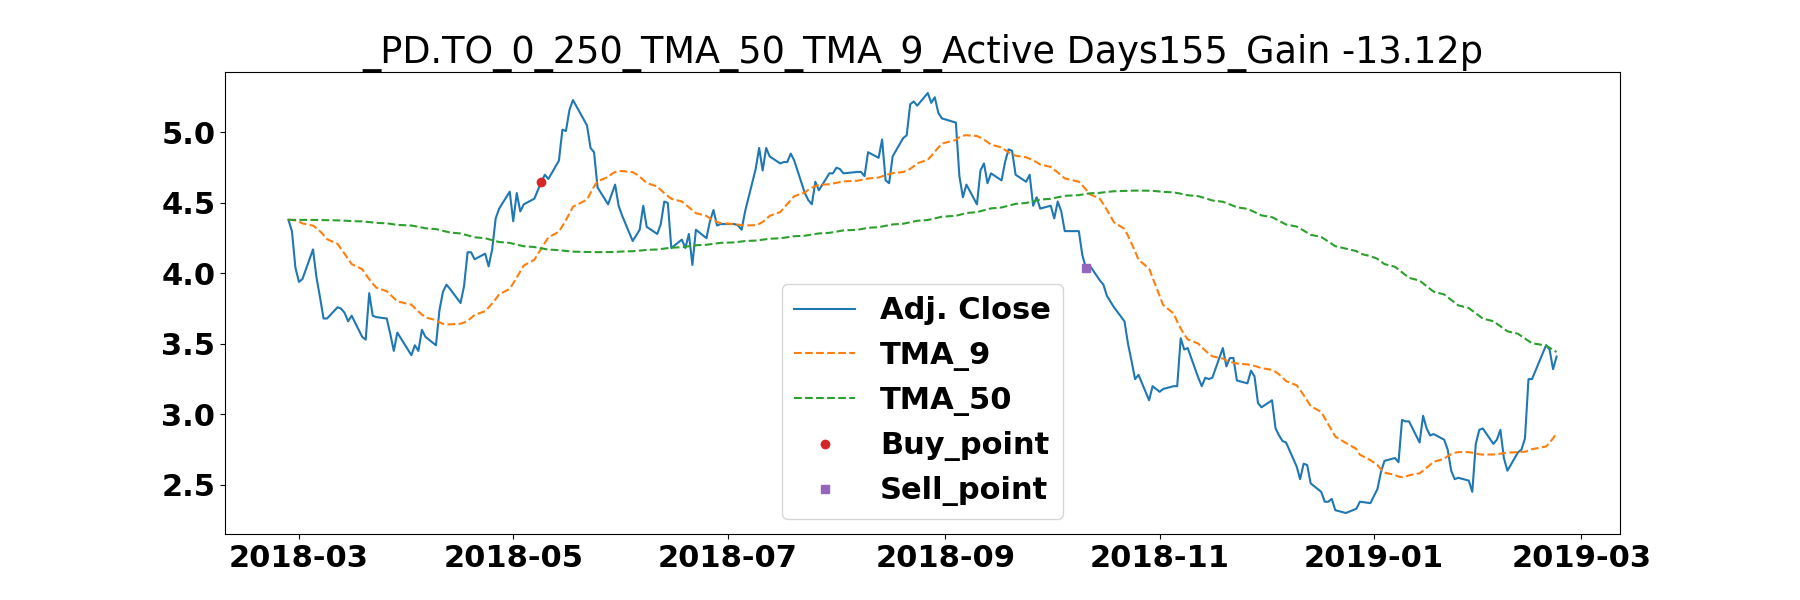 _PD.TO_0_250_TMA_50_TMA_9_Active Days155_Gain -13.12p
5.0
4.5
4.0
3.5
3.0
2.5
Adj. Close
TMA_9
TMA_50
Buy_point
Sell_point
2018-03 2018-05 2018-07 2018-09 2018-11 2019-01 2019-03